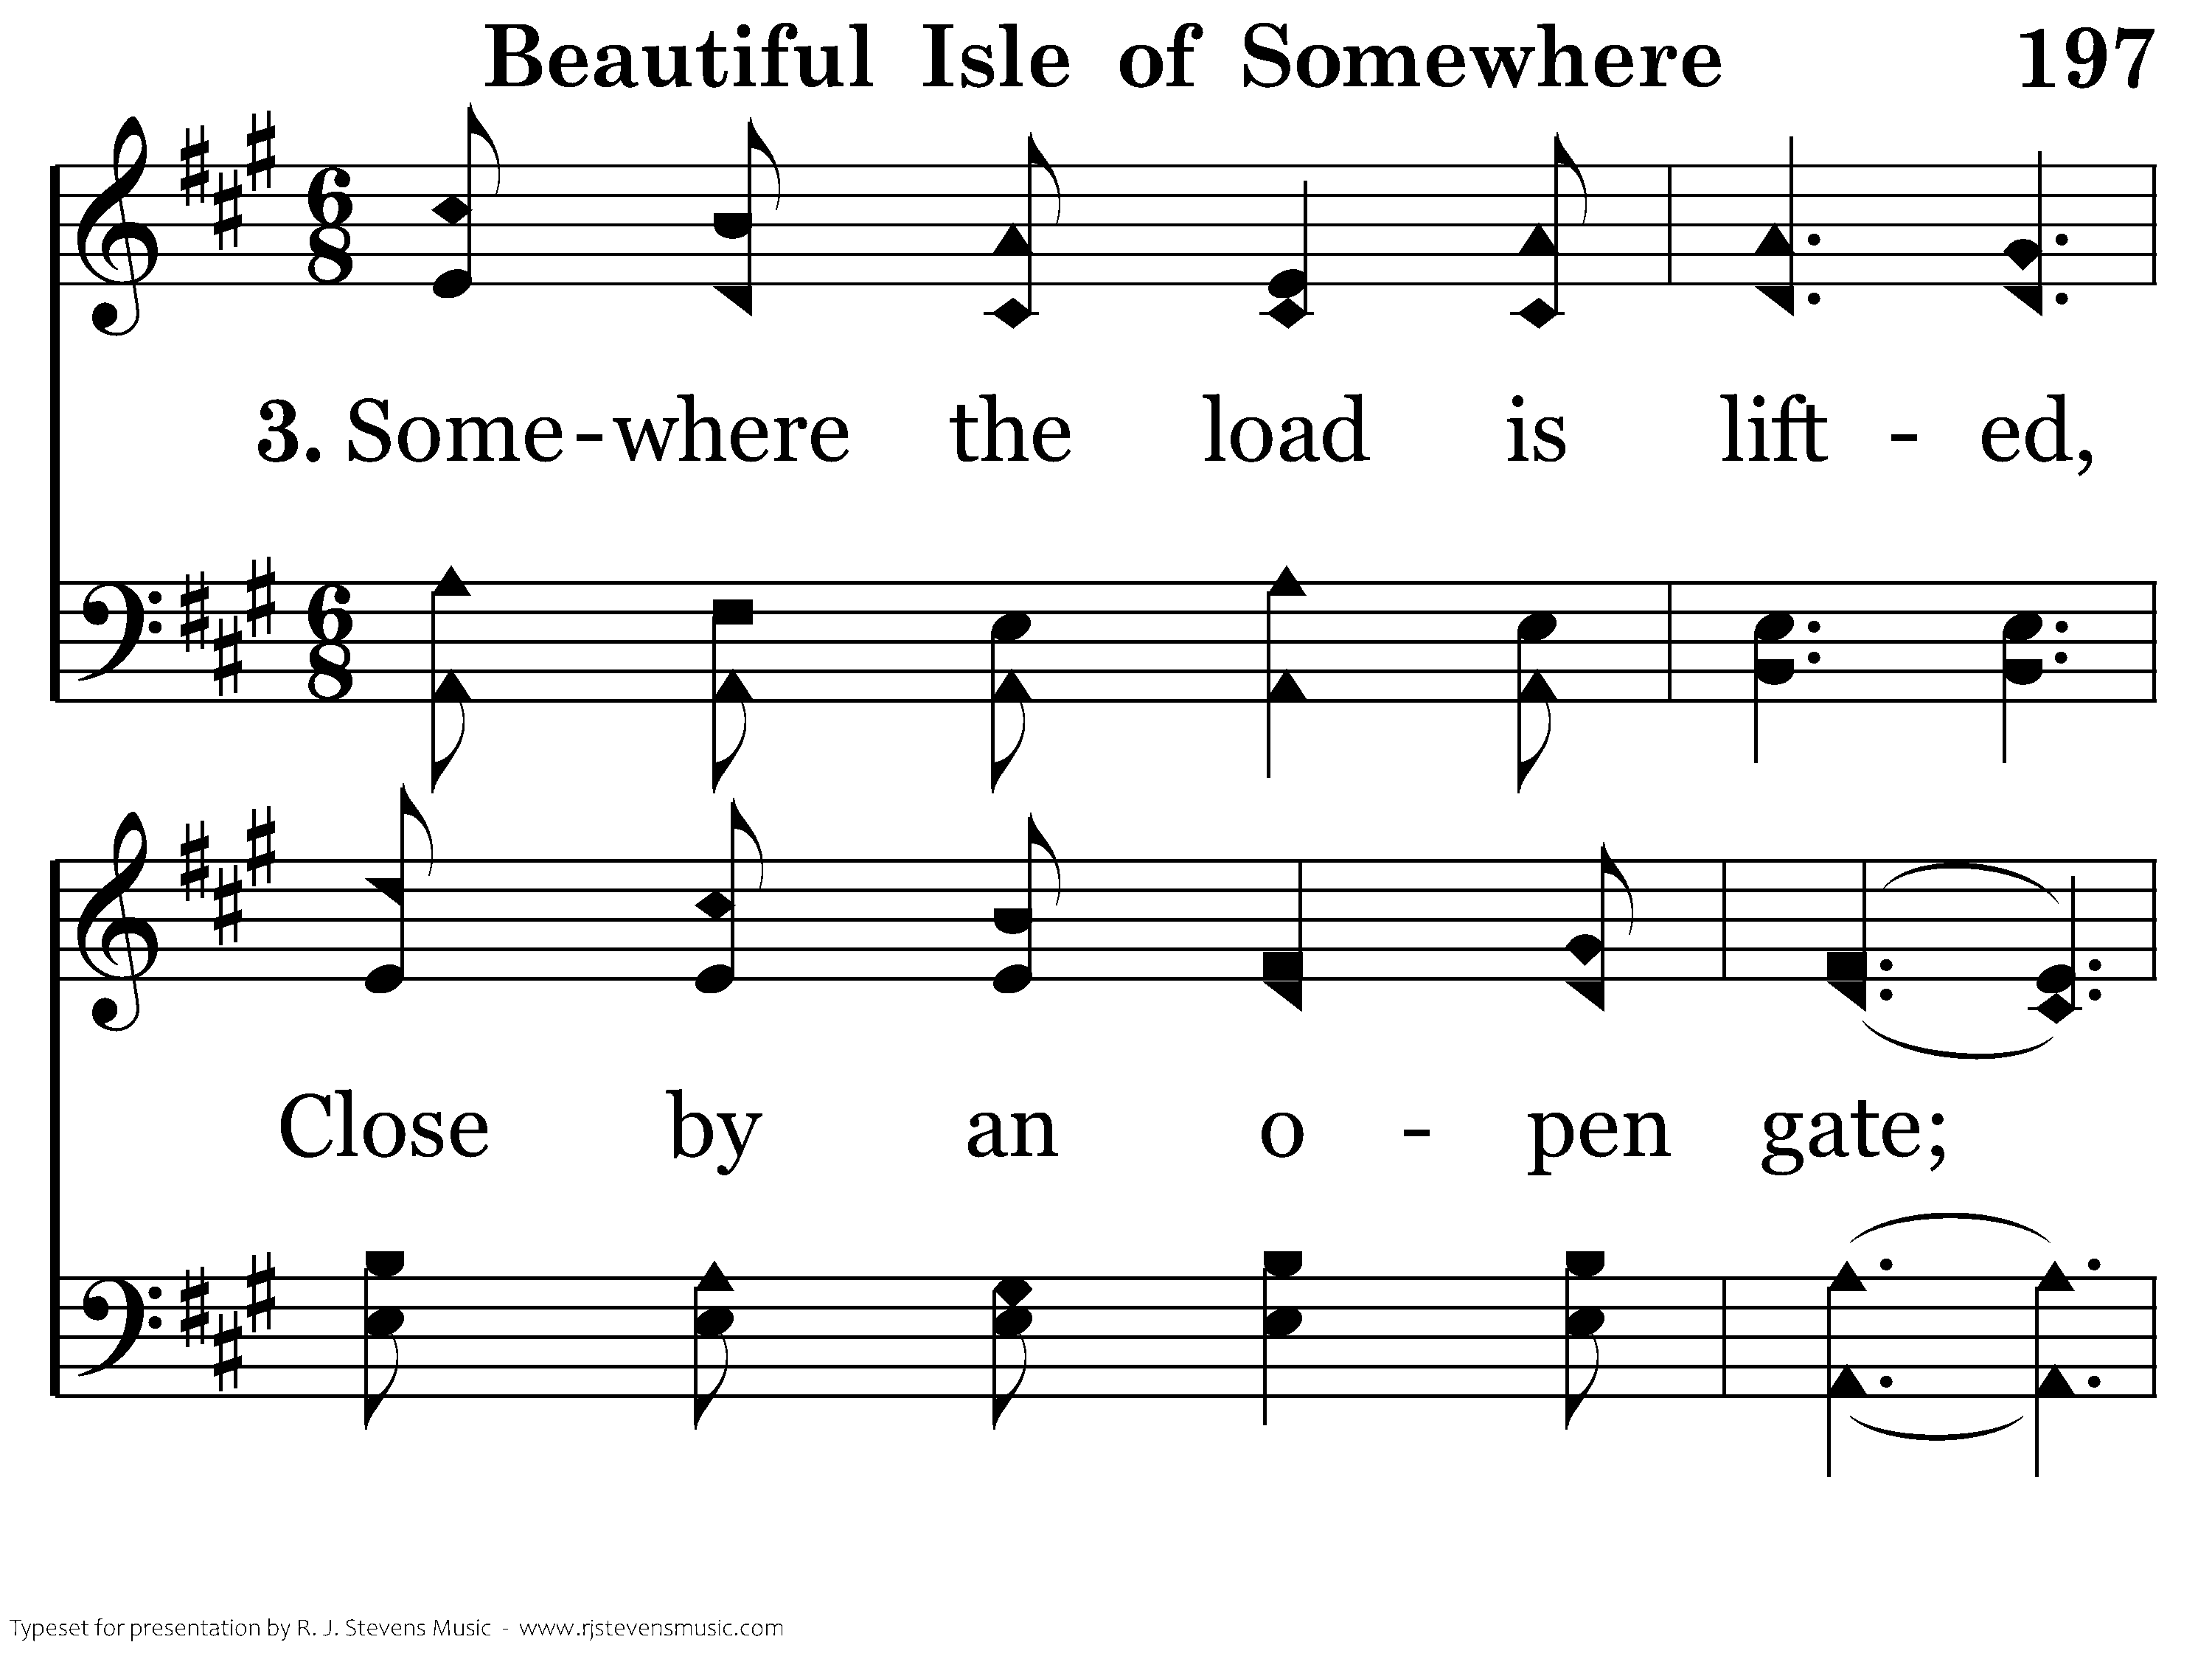 Beautiful Isle of Somewhere 197
3. Some-where the load is lift - ed,
Close by an o - pen gate;
Typeset for presentation by R. J. Stevens Music - www.rjstevensmusic.com